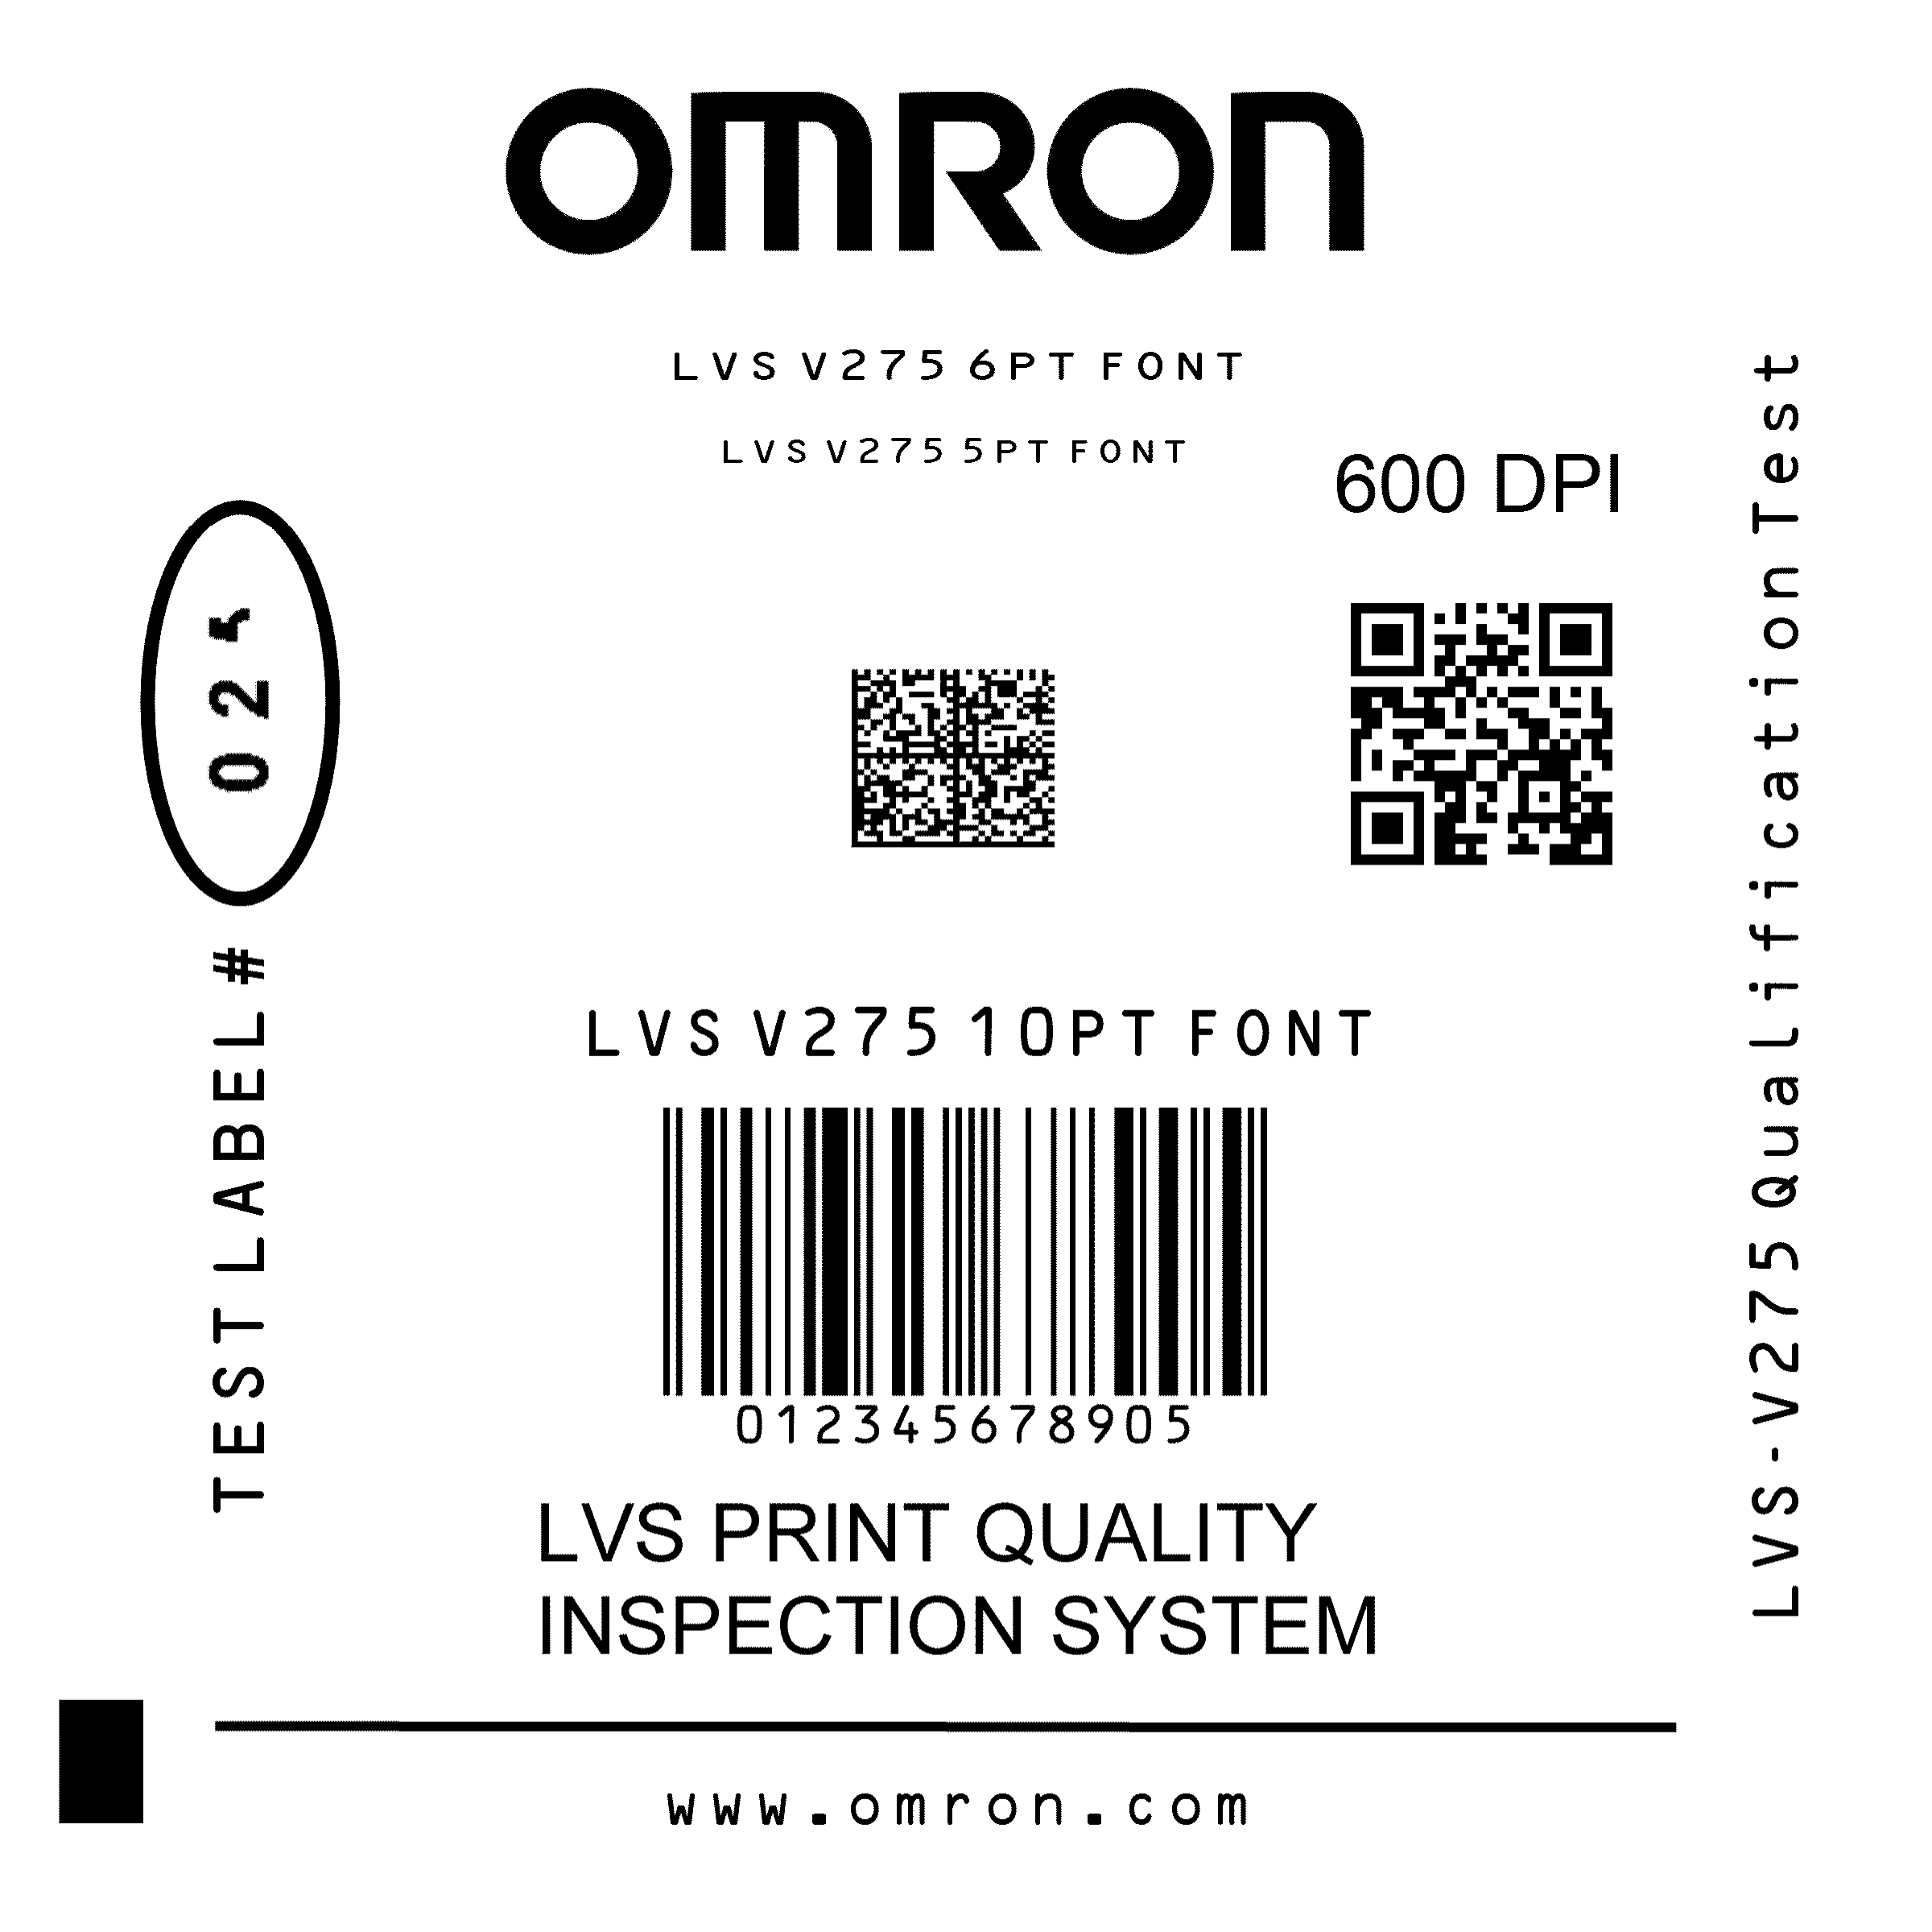 OMRON
LVS V275 6PT FONT
LVS V275 5PT FONT
600 DPI
TEST LABEL #
LVS-V275 Qualification Test
LVS V275 10PT FONT
012345678905
LVS PRINT QUALITY
INSPECTION SYSTEM
www.omron.com